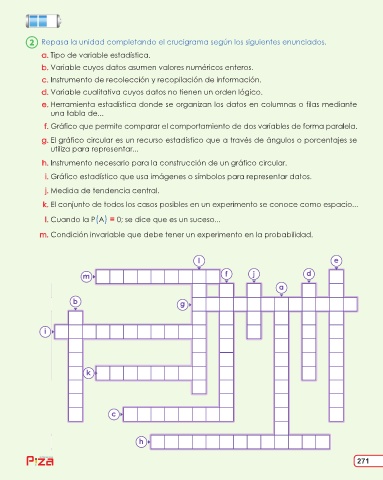 2 Repasa la unidad completando el crucigrama según los siguientes enunciados.
a. Tipo de variable estadística.
b. Variable cuyos datos asumen valores numéricos enteros.
c. Instrumento de recolección y recopilación de información.
d. Variable cualitativa cuyos datos no tienen un orden lógico.
e. Herramienta estadística donde se organizan los datos en columnas o filas mediante
una tabla de...
f. Gráfico que permite comparar el comportamiento de dos variables de forma paralela.
g. El gráfico circular es un recurso estadístico que a través de ángulos o porcentajes se
utiliza para representar...
h. Instrumento necesario para la construcción de un gráfico circular.
i. Gráfico estadístico que usa imágenes o símbolos para representar datos.
j. Medida de tendencia central.
k. El conjunto de todos los casos posibles en un experimento se conoce como espacio...
l. Cuando la P(A) = 0; se dice que es un suceso...
m. Condición invariable que debe tener un experimento en la probabilidad.
l e
m f j d
a
b g
i
k
c
h
Piza 271